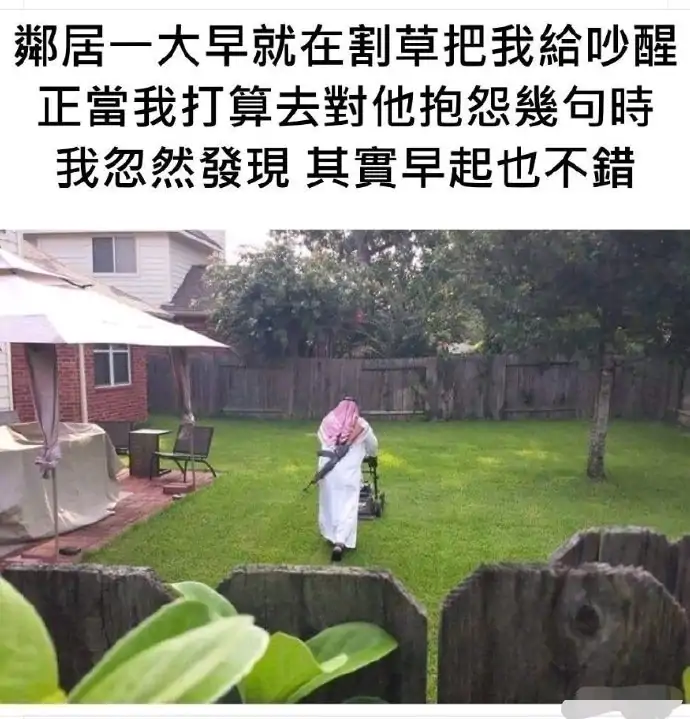 鄰居一大早就在割草把我給吵醒
正當我打算去對他抱怨幾句時
我忽然發現 其實早起也不錯